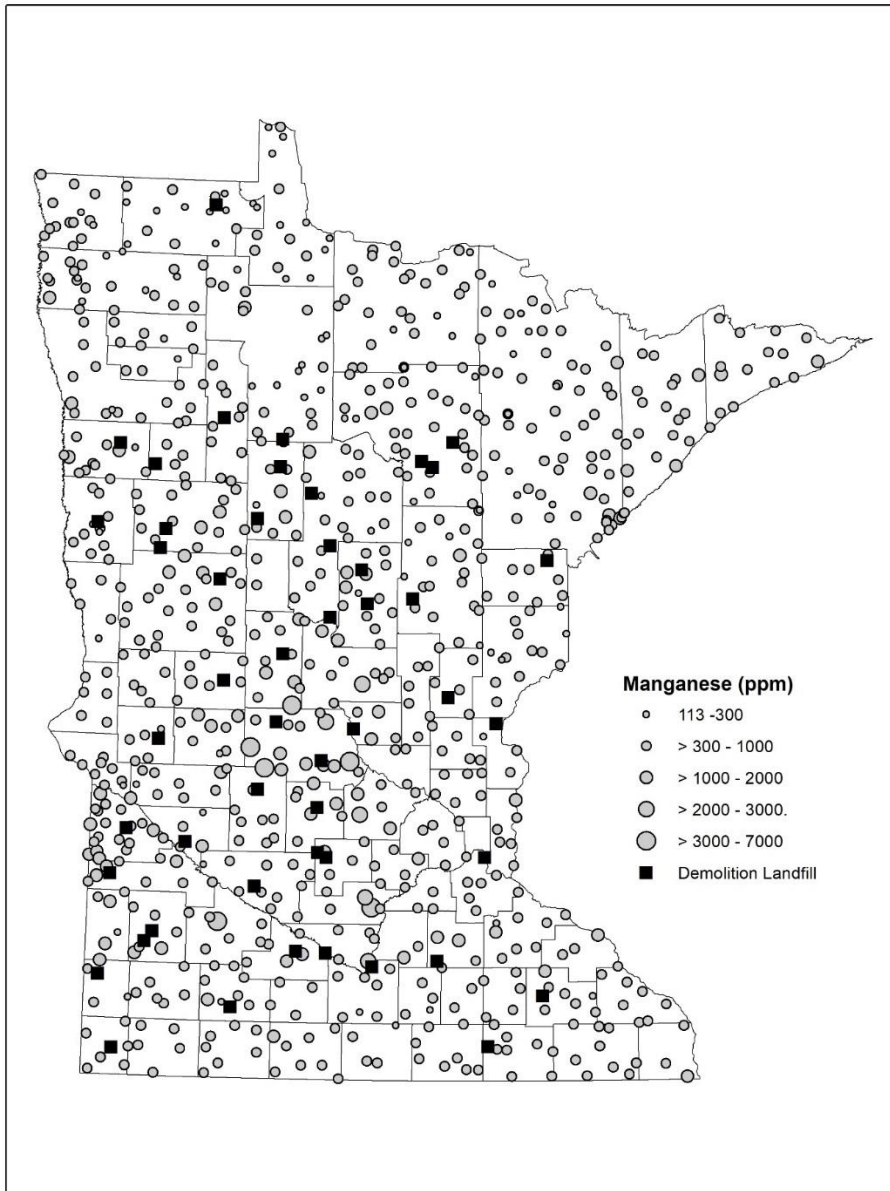 Manganese (ppm)
113 -300
> 300 - 1000
> 1000 - 2000
> 2000 - 3000.
> 3000 - 7000
Demolition Landfill